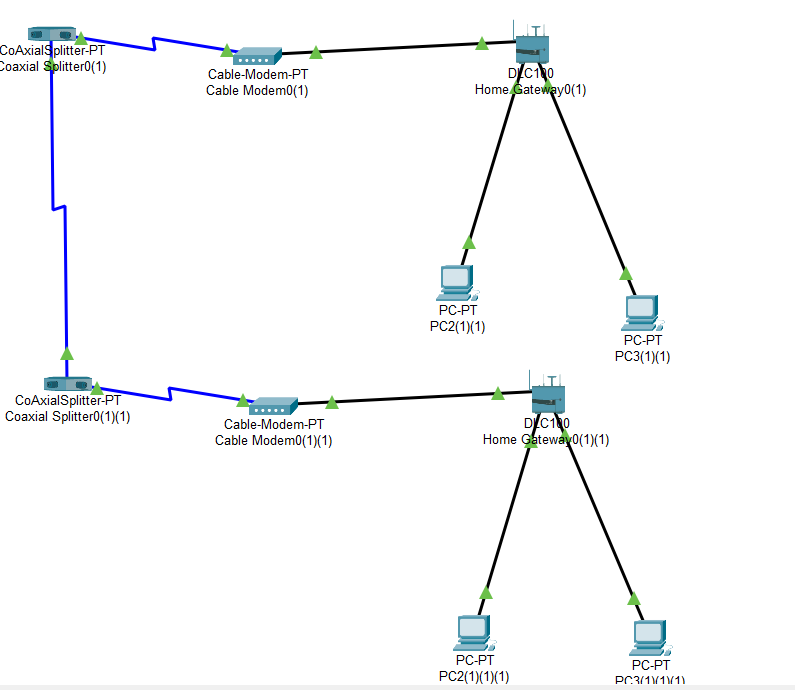 CoAxialSplitter-PT
Coaxial Splitter0(1)
Cable-Modem-PT
Cable Modem0(1)
DLC100
Home Gateway0(1)
PC-PT
PC2(1)(1)
PC-PT
PC3(1)(1)
CoAxialSplitter-PT
Coaxial Splitter0(1)(1)
Cable-Modem-PT
Cable Modem0(1)(1)
DLC100
Home Gateway0(1)(1)
PC-PT
PC2(1)(1)(1)
PC-PT
PC3(1)(1)(1)